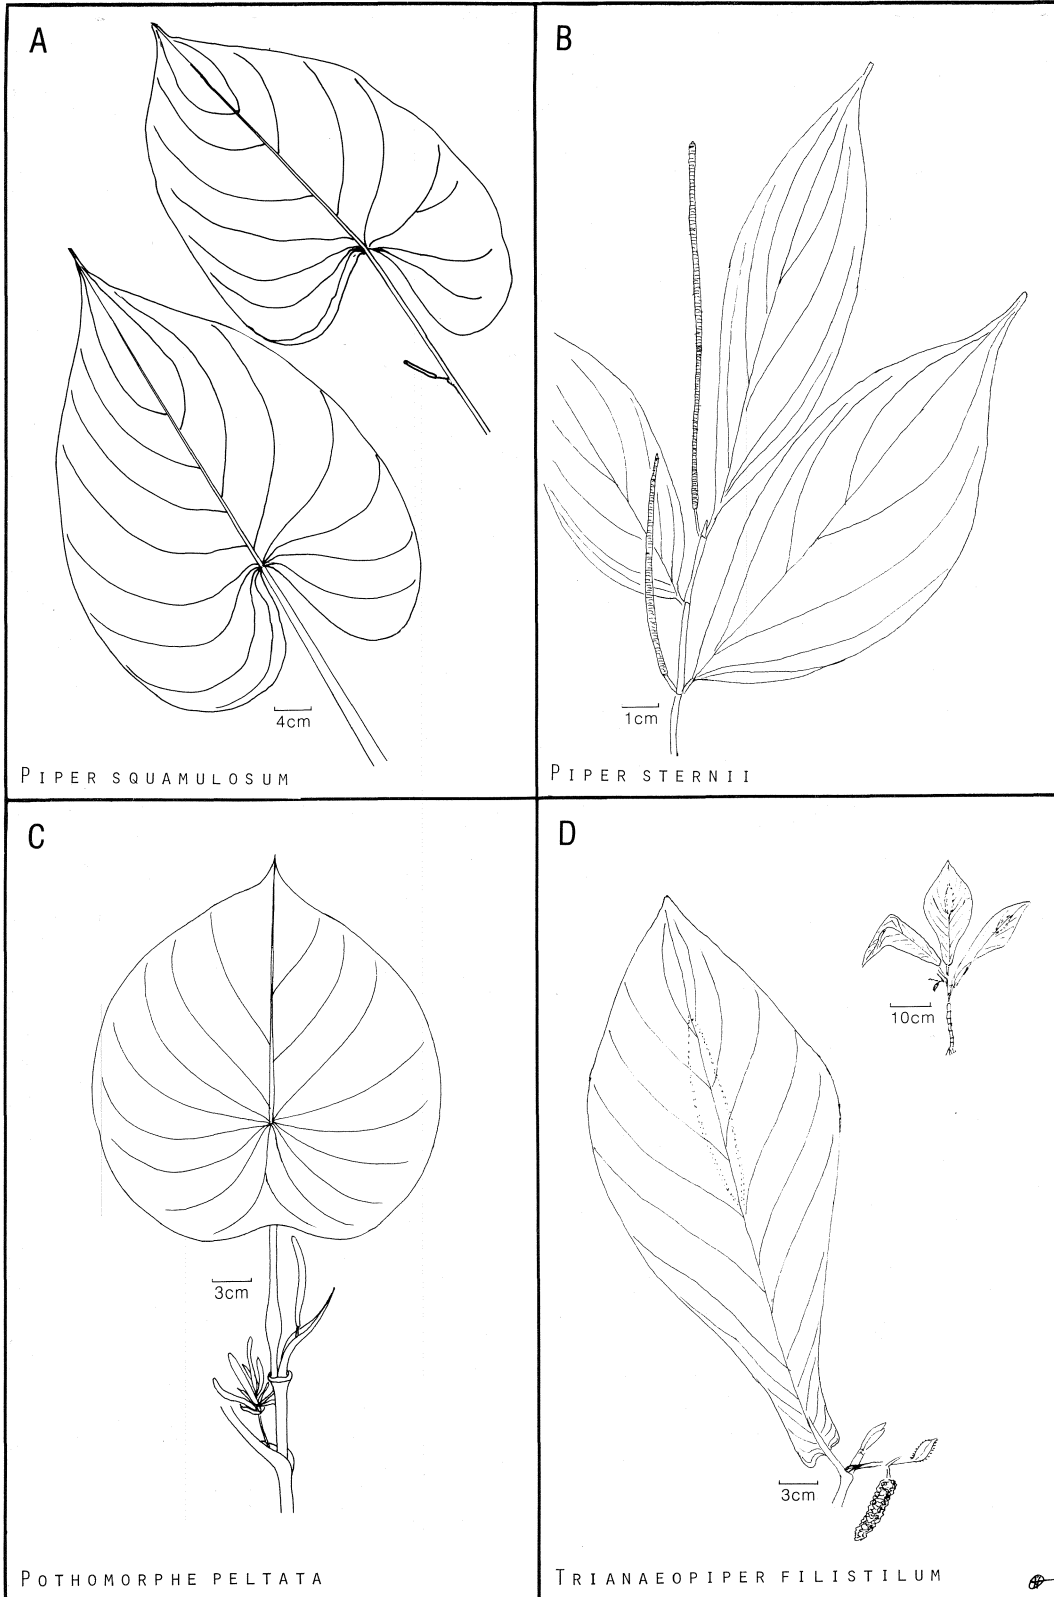 A
B
4cm
1cm
PIPER SQUAMULOSUM
PIPER STERNII
C
D
10cm
3cm
3cm
POTHOMORPHE PELTATA
TRIANAEOPIPER FILISTILUM